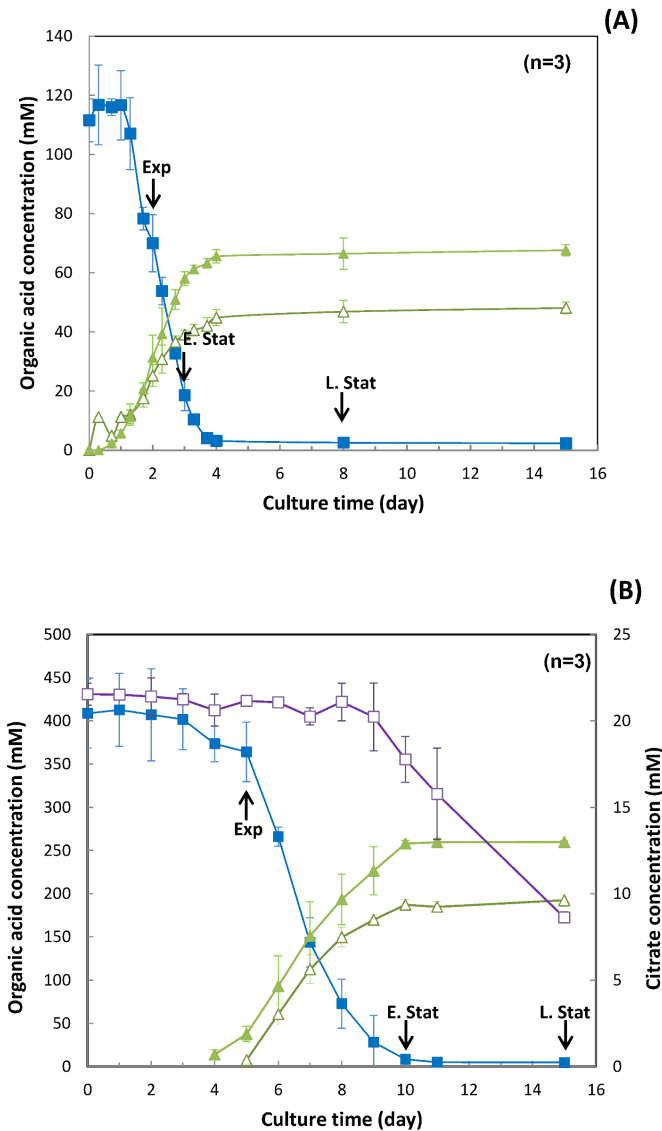 (A)
140
120
100
80
60
40
20
0
Organic acid concentration (mM)
(n=3)
Exp
E. Stat
L. Stat
0 2 4 6 8 10 12 14 16
Culture time (day)
(B)
500
450
400
350
300
250
200
150
100
50
0
Organic acid concentration (mM)
25
20
15
10
5
0
Citrate concentration (mM)
(n=3)
Exp
E. Stat
L. Stat
0 2 4 6 8 10 12 14 16
Culture time (day)